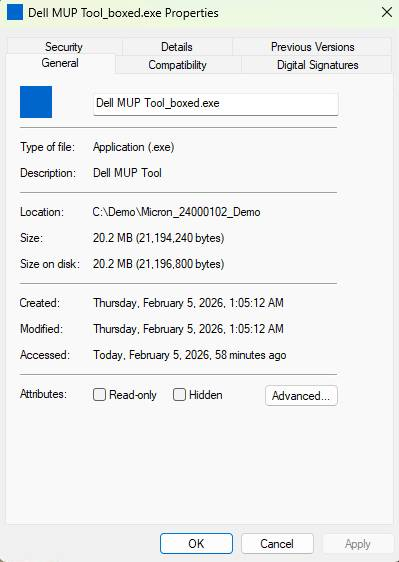 Dell MUP Tool_boxed.exe Properties
Security Details Previous Versions
General Compatibility Digital Signatures
Dell MUP Tool_boxed.exe
Type of file: Application (.exe)
Description: Dell MUP Tool
Location: C:\Demo\Micron_24000102_Demo
Size: 20.2 MB (21,194,240 bytes)
Size on disk: 20.2 MB (21,196,800 bytes)
Created: Thursday, February 5, 2026, 1:05:12 AM
Modified: Thursday, February 5, 2026, 1:05:12 AM
Accessed: Today, February 5, 2026, 58 minutes ago
Attributes: Read-only Hidden Advanced...
OK Cancel Apply